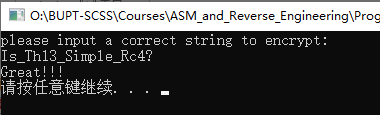 O:\BUPT-SCSS\Courses\ASM_and_Reverse_Engineering\Prog
please input a correct string to encrypt:
Is_Th13_Simple_Rc4?
Great!!!
请按任意键继续. . .